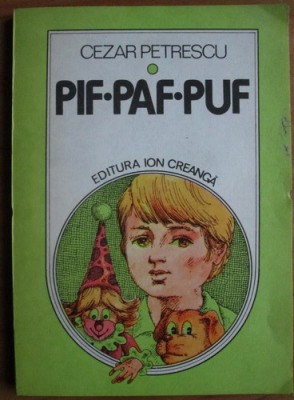 CEZAR PETRESCU
PIF•PAF•PUF
EDITURA ION CREANGĂ